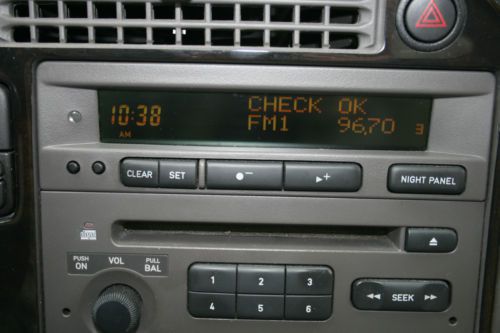 10:38 CHECK OK
AM FM1 96,70 3
CLEAR SET NIGHT PANEL
PUSH ON VOL PULL BAL
1 2 3
4 5 6
SEEK